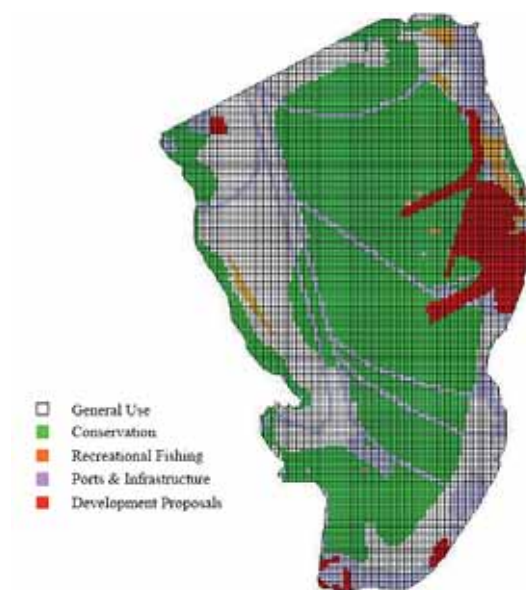 General Use
Conservation
Recreational Fishing
Ports & Infrastructure
Development Proposals